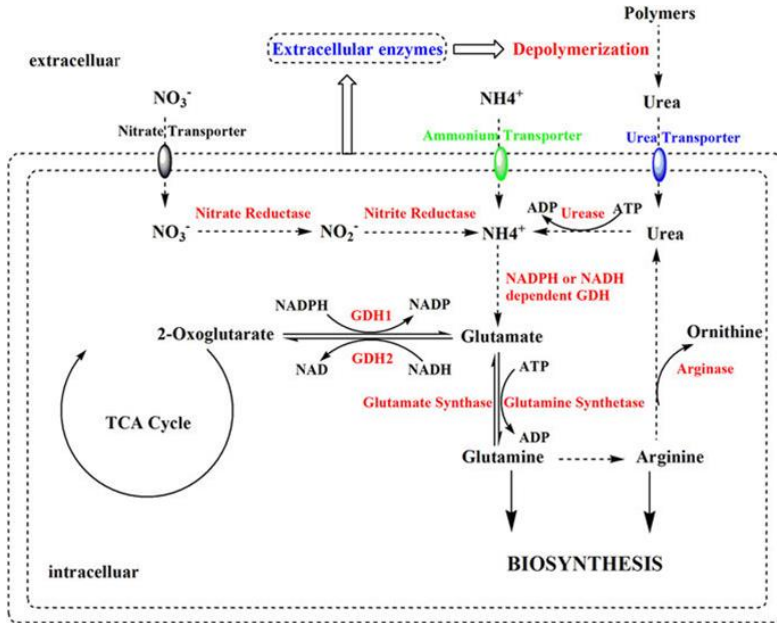 Polymers
Extracellular enzymes
Depolymerization
extracelluar
NO3-
NH4+
Urea
Nitrate Transporter
Ammonium Transporter
Urea Transporter
NO3-
Nitrate Reductase
NO2-
Nitrite Reductase
NH4+
ADP
Urease
ATP
Urea
NADPH or NADH
dependent GDH
NADPH
GDH1
NADP
2-Oxoglutarate
Glutamate
Ornithine
NAD
GDH2
NADH
ATP
Arginase
Glutamate Synthase
Glutamine Synthetase
TCA Cycle
ADP
Glutamine
Arginine
BIOSYNTHESIS
intracelluar